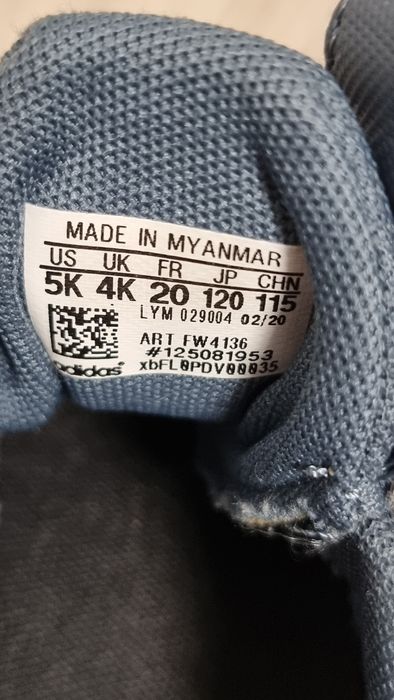 MADE IN MYANMAR
US UK FR JP CHN
5K 4K 20 120 115
LYM 029004 02/20
ART FW4136
#125081953
adidas xbFL0PDV00035